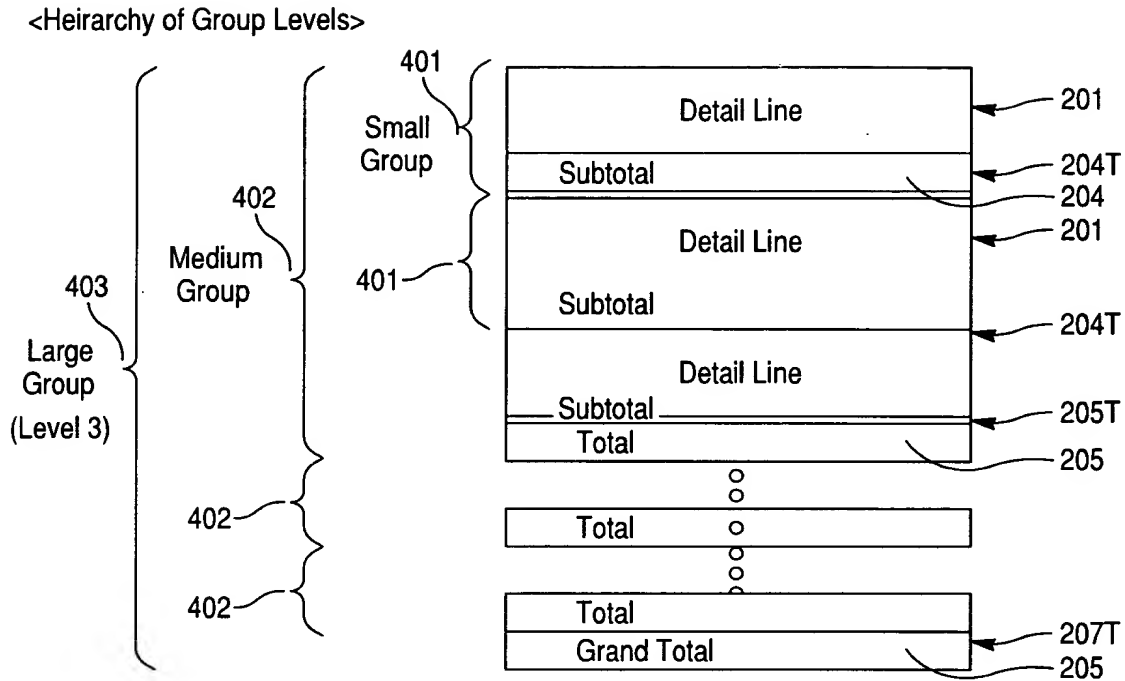 <Heirarchy of Group Levels>
401
Small
Group
401
402
Medium
Group
402
402
403
Large
Group
(Level 3)
Detail Line
201
Subtotal
204T
204
Detail Line
201
Subtotal
204T
Detail Line
Subtotal
205T
Total
205
Total
Total
207T
Grand Total
205